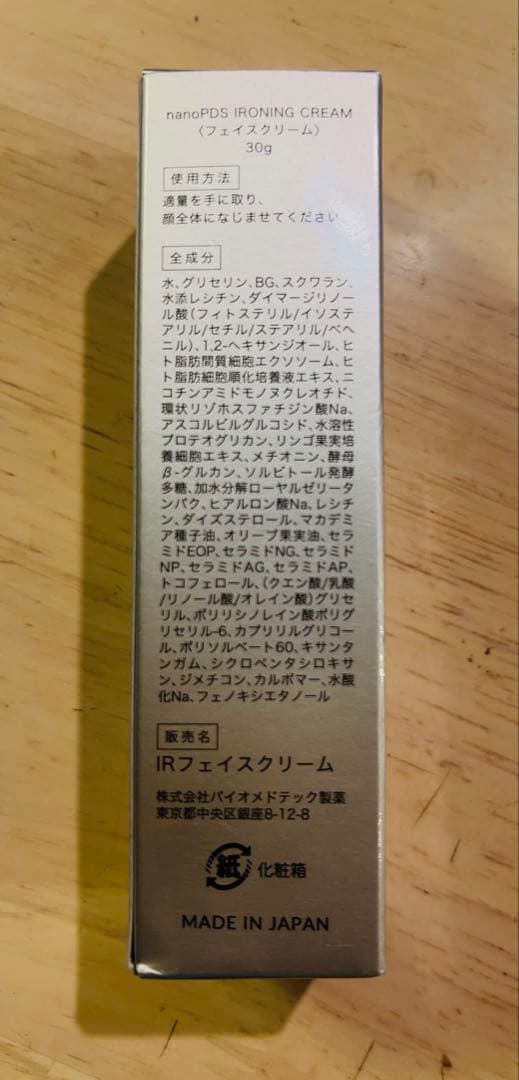 nanoPDS IRONING CREAM
〈フェイスクリーム〉
30g
使用方法
適量を手に取り、
顔全体になじませてください。
全成分
水、グリセリン、BG、スクワラン、
水添レシチン、ダイマージリノー
ル酸（フィトステリル/イソステ
アリル/セチル/ステアリル/ベヘ
ニル）、1,2-ヘキサンジオール、ヒ
ト脂肪間質細胞エクソソーム、ヒ
ト脂肪細胞順化培養液エキス、ニ
コチンアミドモノヌクレオチド、
環状リゾホスファチジン酸Na、
アスコルビルグルコシド、水溶性
プロテオグリカン、リンゴ果実培
養細胞エキス、メチオニン、酵母
β-グルカン、ソルビトール発酵
多糖、加水分解ローヤルゼリータ
ンパク、ヒアルロン酸Na、レシチ
ン、ダイズステロール、マカデミ
ア種子油、オリーブ果実油、セラ
ミドEOP、セラミドNG、セラミド
NP、セラミドAG、セラミドAP、
トコフェロール、（クエン酸/乳酸
/リノール酸/オレイン酸）グリセ
リル、ポリリシノレイン酸ポリグ
リセリル-6、カプリリルグリコー
ル、ポリソルベート60、キサンタ
ンガム、シクロペンタシロキサ
ン、ジメチコン、カルボマー、水酸
化Na、フェノキシエタノール
販売名
IRフェイスクリーム
株式会社バイオメドテック製薬
東京都中央区銀座8-12-8
紙 化粧箱
MADE IN JAPAN